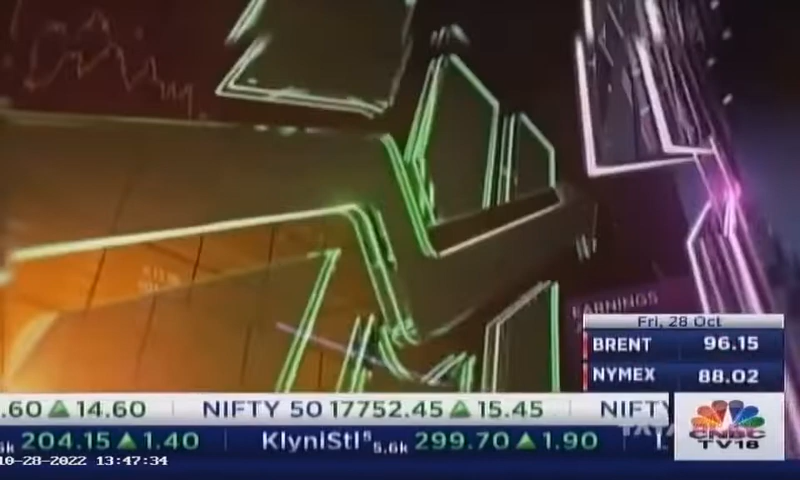 EARNINGS
Fri, 28 Oct
BRENT 96.15
NYMEX 88.02
.60 ▲ 14.60 NIFTY 50 17752.45 ▲ 15.45 NIFTY
204.15 ▲ 1.40 KlyniStl⁵ 5.6k 299.70 ▲ 1.90
CNBC
TV18
10-28-2022 13:47:34